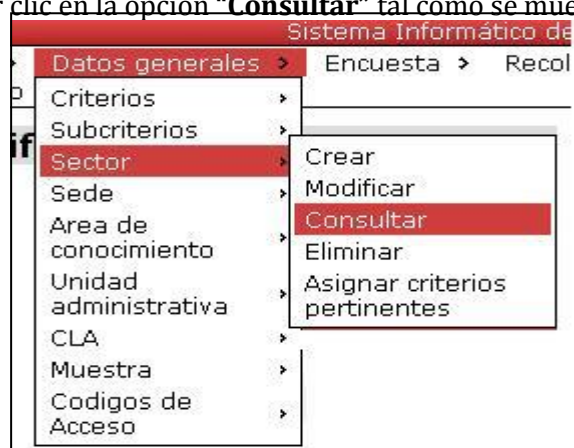 clic en la opción "Consultar" tal como se mue
Sistema Informático de
Datos generales > Encuesta > Recol
Criterios >
Subcriterios >
Sector
Sede >
Area de
conocimiento >
Unidad
administrativa >
CLA >
Muestra >
Codigos de
Acceso >
Crear
Modificar
Consultar
Eliminar
Asignar criterios
pertinentes